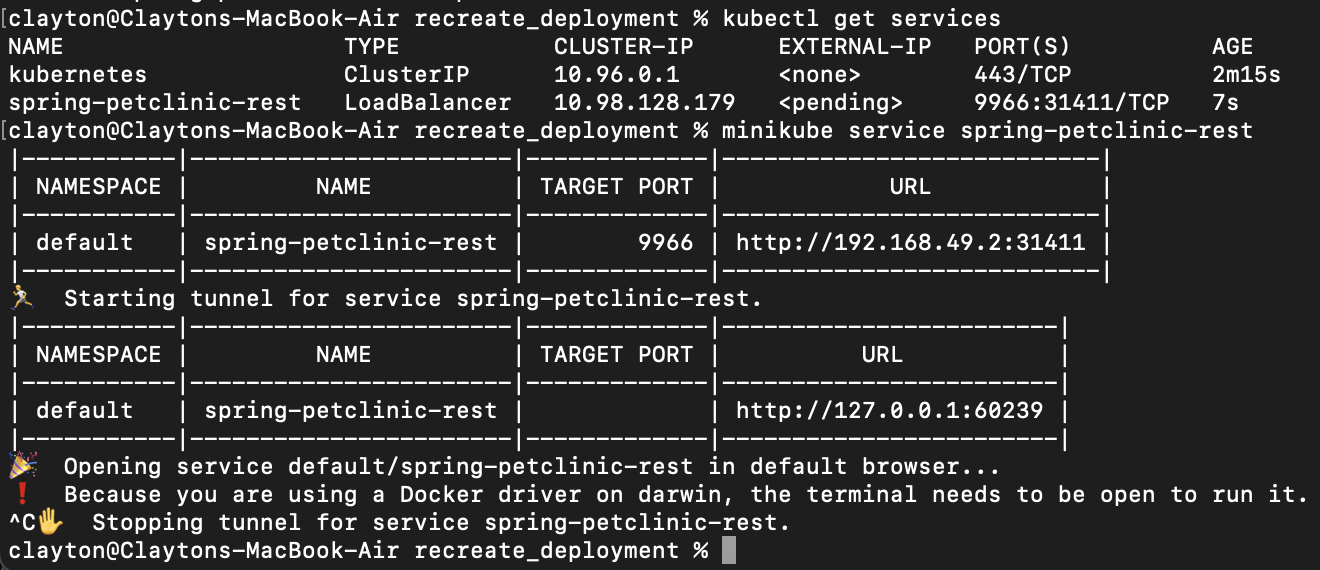 [clayton@Claytons-MacBook-Air recreate_deployment % kubectl get services
NAME                    TYPE           CLUSTER-IP      EXTERNAL-IP   PORT(S)          AGE
kubernetes              ClusterIP      10.96.0.1       <none>        443/TCP          2m15s
spring-petclinic-rest   LoadBalancer   10.98.128.179   <pending>     9966:31411/TCP   7s
[clayton@Claytons-MacBook-Air recreate_deployment % minikube service spring-petclinic-rest
|-----------|-----------------------|-------------|---------------------------|
| NAMESPACE |         NAME          | TARGET PORT |            URL            |
|-----------|-----------------------|-------------|---------------------------|
| default   | spring-petclinic-rest |        9966 | http://192.168.49.2:31411 |
|-----------|-----------------------|-------------|---------------------------|
🏃  Starting tunnel for service spring-petclinic-rest.
|-----------|-----------------------|-------------|------------------------|
| NAMESPACE |         NAME          | TARGET PORT |          URL           |
|-----------|-----------------------|-------------|------------------------|
| default   | spring-petclinic-rest |             | http://127.0.0.1:60239 |
|-----------|-----------------------|-------------|------------------------|
🎉  Opening service default/spring-petclinic-rest in default browser...
❗  Because you are using a Docker driver on darwin, the terminal needs to be open to run it.
^C✋  Stopping tunnel for service spring-petclinic-rest.
clayton@Claytons-MacBook-Air recreate_deployment %